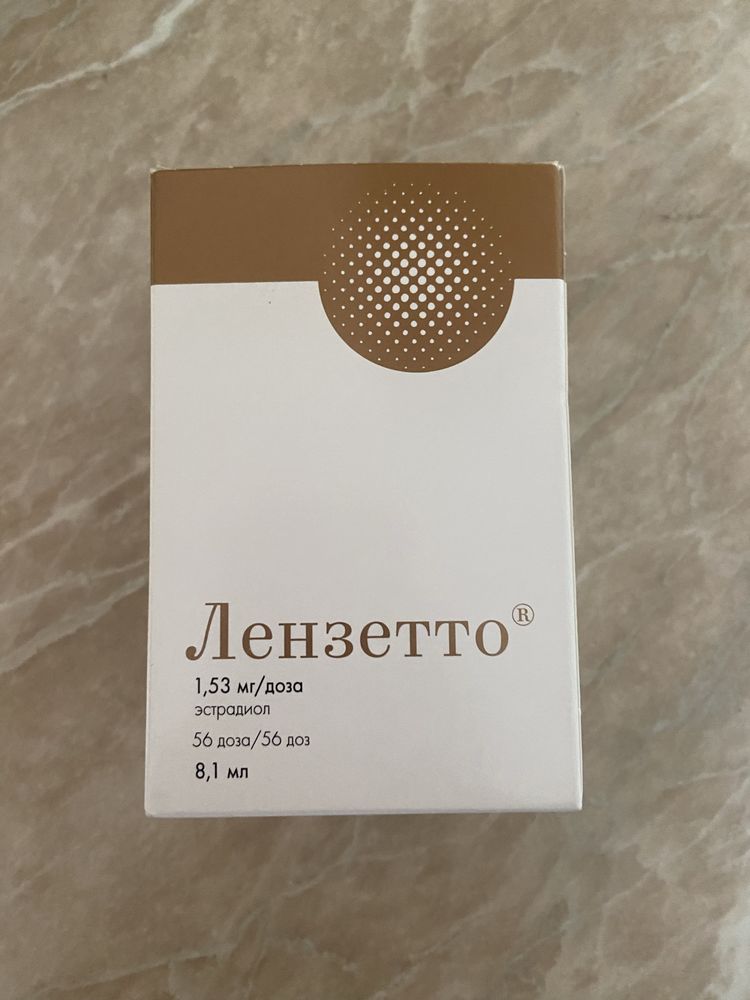 Лензетто®
1,53 мг/доза
эстрадиол
56 доза/56 доз
8,1 мл